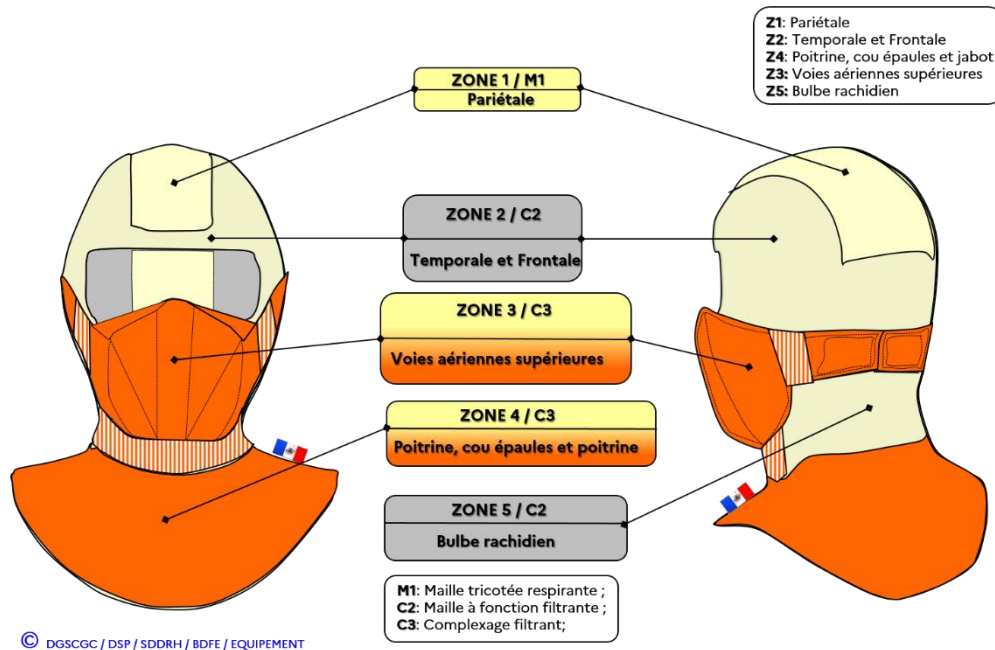 Z1: Pariétale
Z2: Temporale et Frontale
Z4: Poitrine, cou épaules et jabot
Z3: Voies aériennes supérieures
Z5: Bulbe rachidien
ZONE 1 / M1
Pariétale
ZONE 2 / C2
Temporale et Frontale
ZONE 3 / C3
Voies aériennes supérieures
ZONE 4 / C3
Poitrine, cou épaules et poitrine
ZONE 5 / C2
Bulbe rachidien
M1: Maille tricotée respirante ;
C2: Maille à fonction filtrante ;
C3: Complexage filtrant;
© DGSCGC / DSP / SDDRH / BDFE / EQUIPEMENT